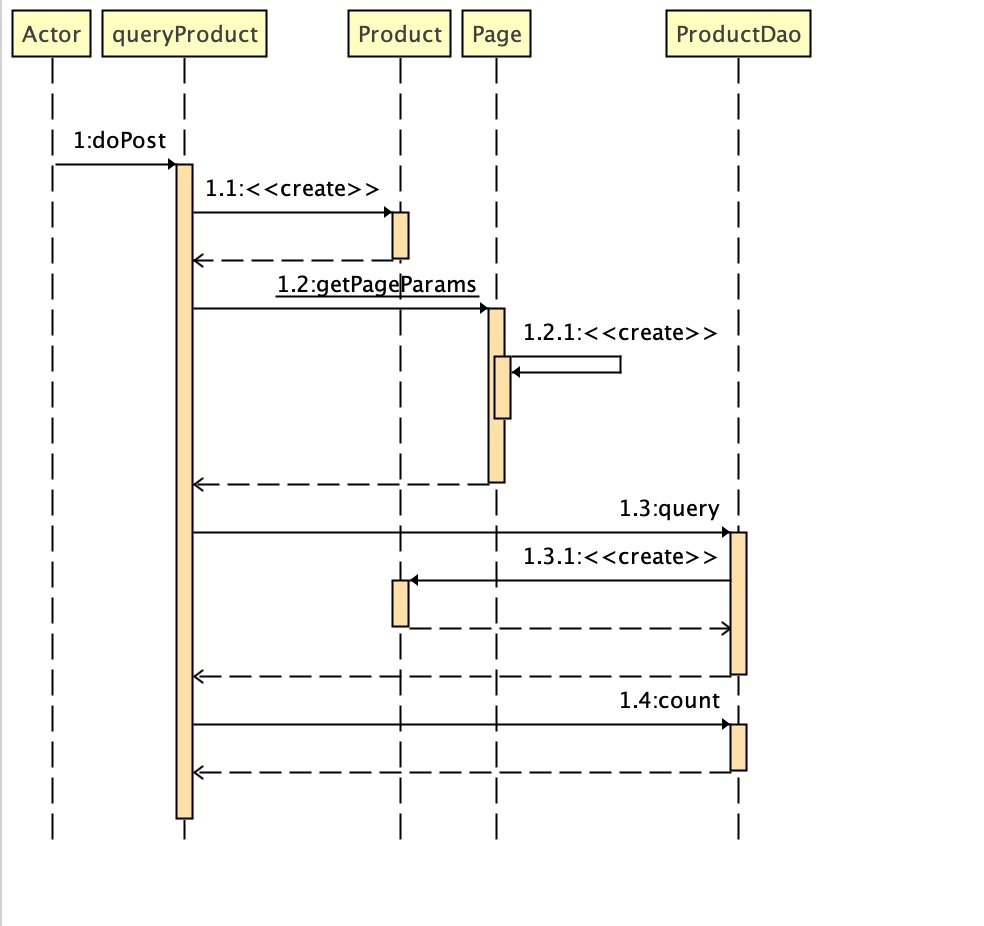 Actor
queryProduct
Product
Page
ProductDao
1:doPost
1.1:<<create>>
1.2:getPageParams
1.2.1:<<create>>
1.3:query
1.3.1:<<create>>
1.4:count